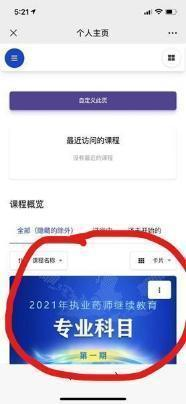 5:21
个人主页
自定义此页
最近访问的课程
没有最近的课程
课程概览
全部（隐藏的除外）
课程名称
卡片
2021年执业药师继续教育
专业科目
第一期